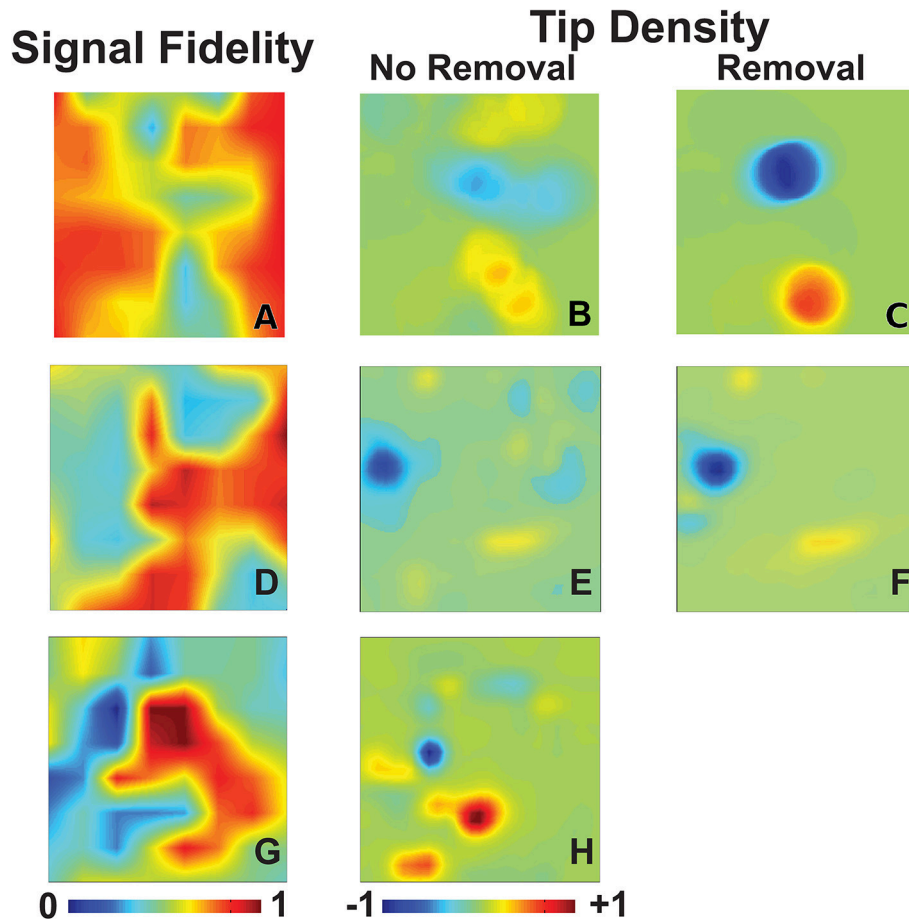 Signal Fidelity
Tip Density
No Removal
Removal
A
B
C
D
E
F
G
H
0 1
-1 +1